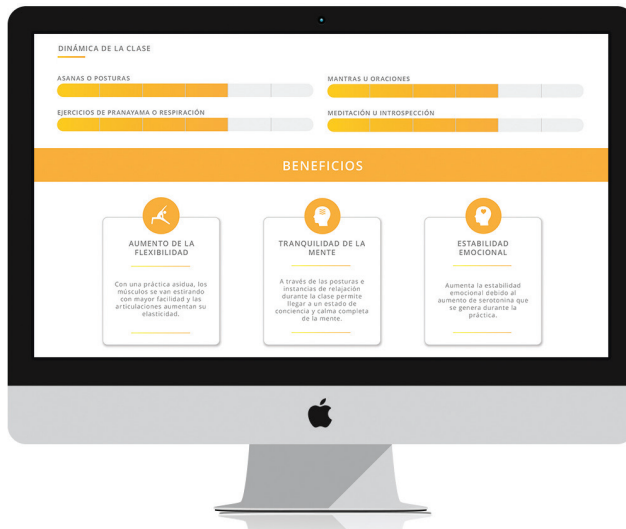 DINÁMICA DE LA CLASE
ASANAS O POSTURAS
MANTRAS U ORACIONES
EJERCICIOS DE PRANAYAMA O RESPIRACIÓN
MEDITACIÓN U INTROSPECCIÓN
BENEFICIOS
AUMENTO DE LA
FLEXIBILIDAD
Con una práctica asidua, los
músculos se van estirando
con mayor facilidad y las
articulaciones aumentan su
elasticidad.
TRANQUILIDAD DE LA
MENTE
A través de las posturas e
instancias de relajación
durante la clase permite
llegar a un estado de
conciencia y calma completa
de la mente.
ESTABILIDAD
EMOCIONAL
Aumenta la estabilidad
emocional debido al
aumento de serotonina que
se genera durante la
práctica.